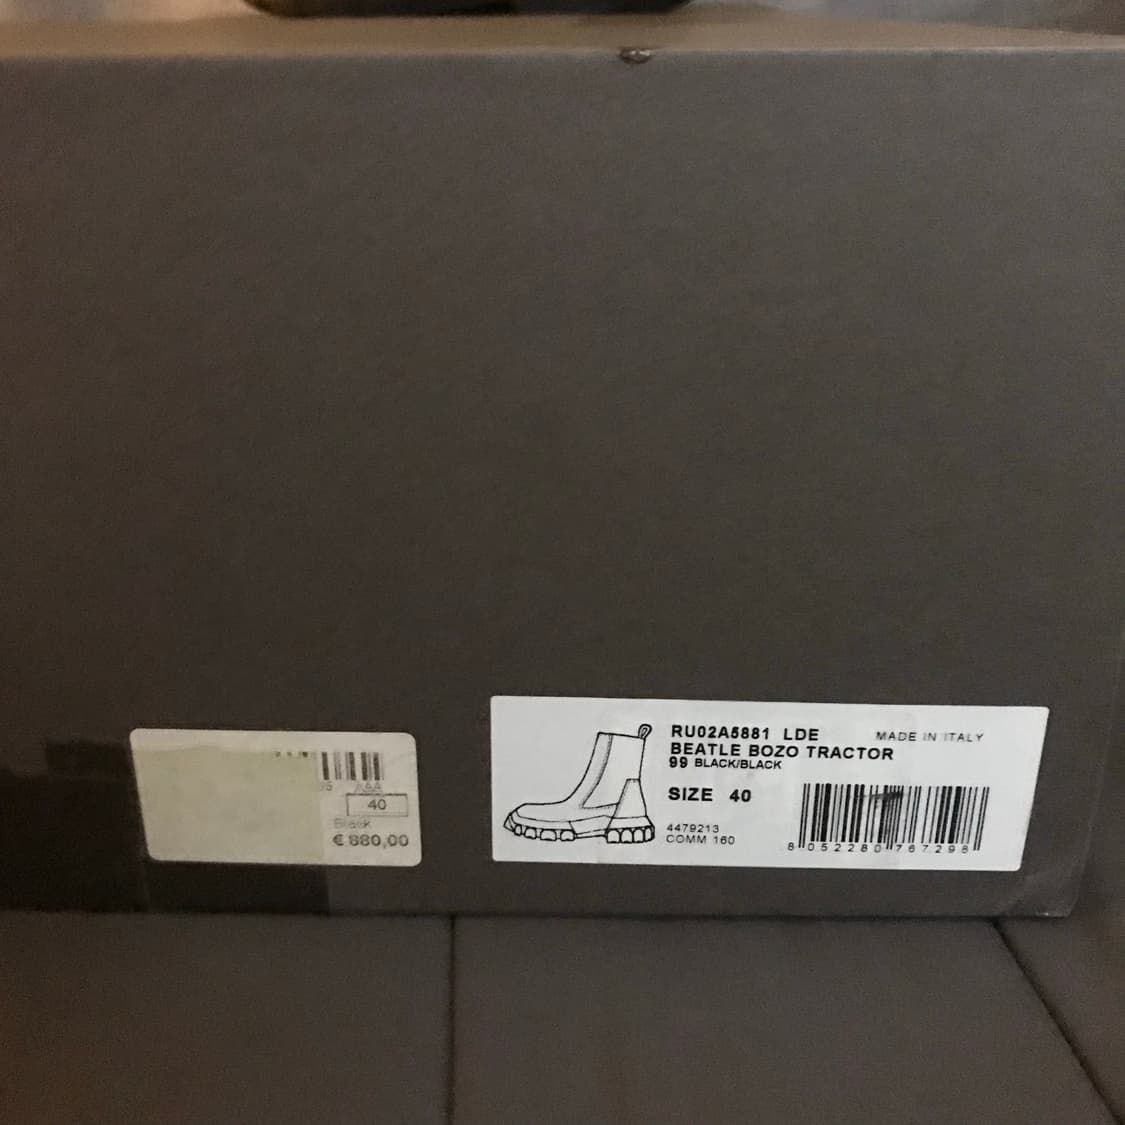 40
Black
€ 880,00
RU02A5881 LDE
MADE IN ITALY
BEATLE BOZO TRACTOR
99 BLACK/BLACK
SIZE 40
4479213
COMM 160
8 052280 767298